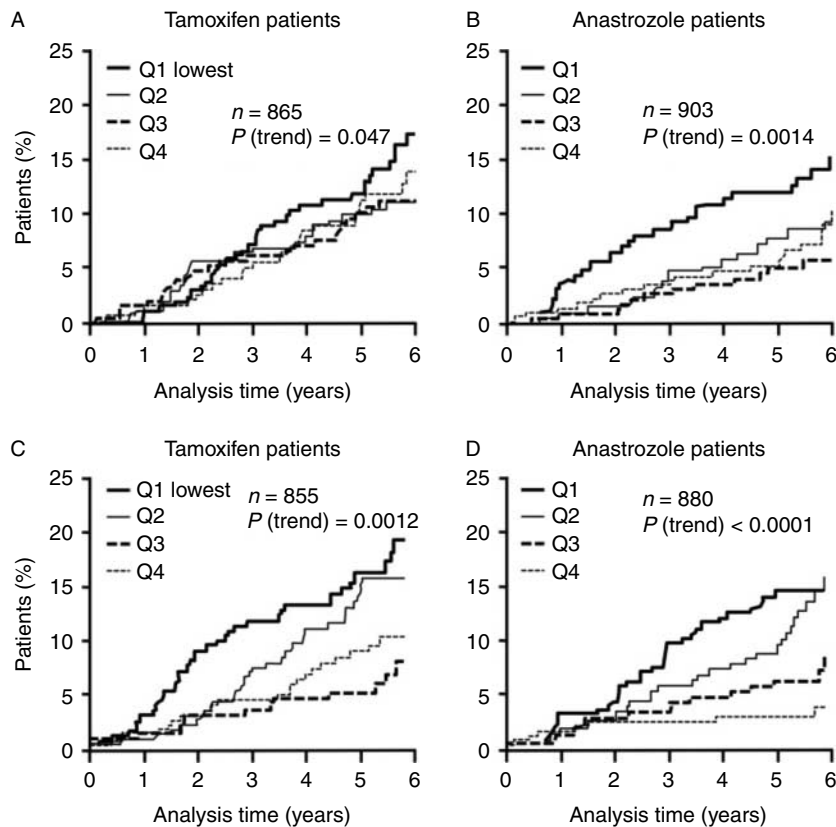 A
Tamoxifen patients
25
20
15
10
5
0
Patients (%)
Q1 lowest
Q2
Q3
Q4
n = 865
P (trend) = 0.047
0 1 2 3 4 5 6
Analysis time (years)
B
Anastrozole patients
25
20
15
10
5
0
Q1
Q2
Q3
Q4
n = 903
P (trend) = 0.0014
0 1 2 3 4 5 6
Analysis time (years)
C
Tamoxifen patients
25
20
15
10
5
0
Patients (%)
Q1 lowest
Q2
Q3
Q4
n = 855
P (trend) = 0.0012
0 1 2 3 4 5 6
Analysis time (years)
D
Anastrozole patients
25
20
15
10
5
0
Q1
Q2
Q3
Q4
n = 880
P (trend) < 0.0001
0 1 2 3 4 5 6
Analysis time (years)